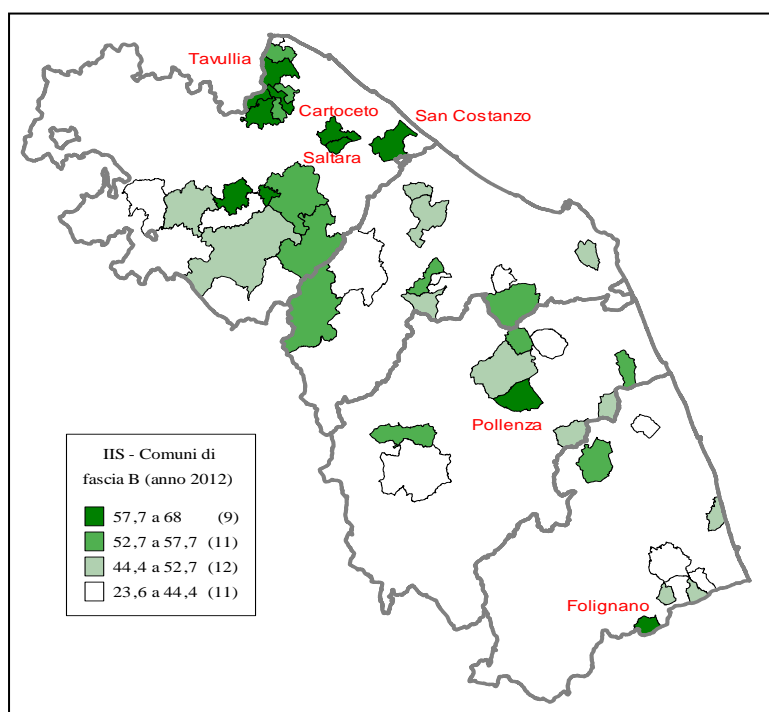 Tavullia
Cartoceto
San Costanzo
Saltara
Pollenza
Folignano
IIS - Comuni di
fascia B (anno 2012)
57,7 a 68 (9)
52,7 a 57,7 (11)
44,4 a 52,7 (12)
23,6 a 44,4 (11)